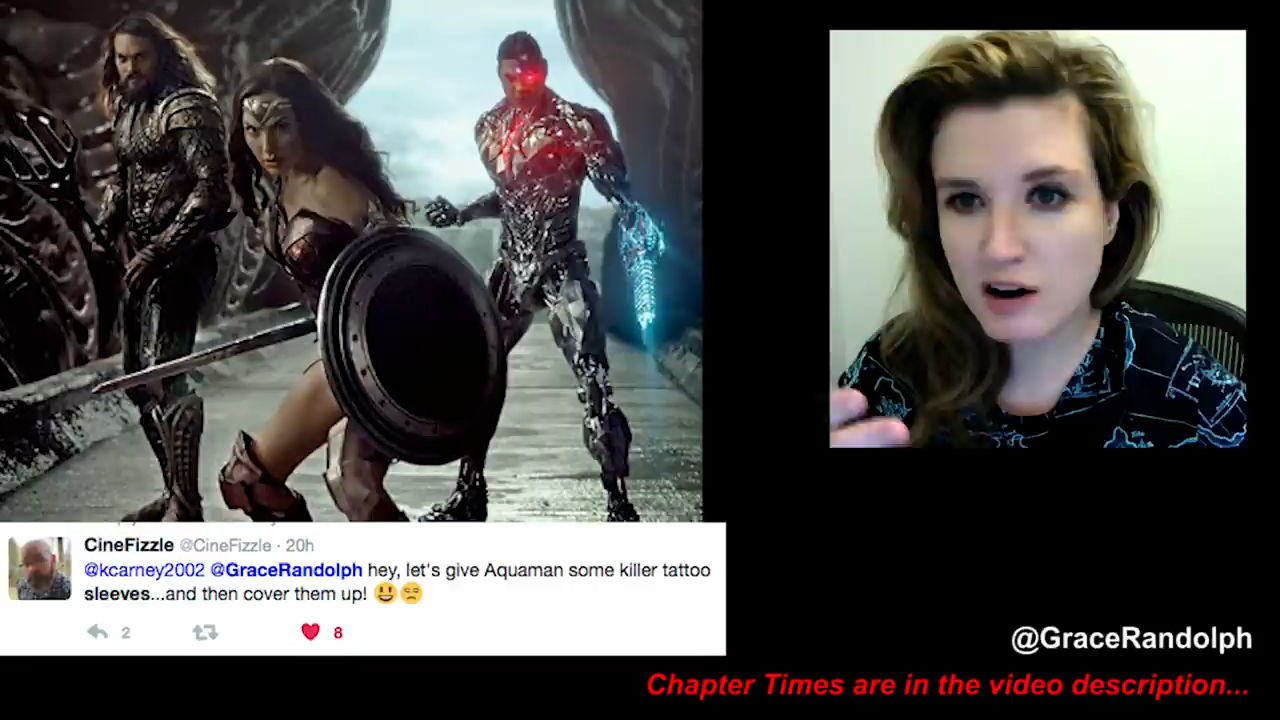 CineFizzle @CineFizzle · 20h
@kcarney2002 @GraceRandolph hey, let's give Aquaman some killer tattoo
sleeves...and then cover them up! 😃😒
2 8
@GraceRandolph
Chapter Times are in the video description...